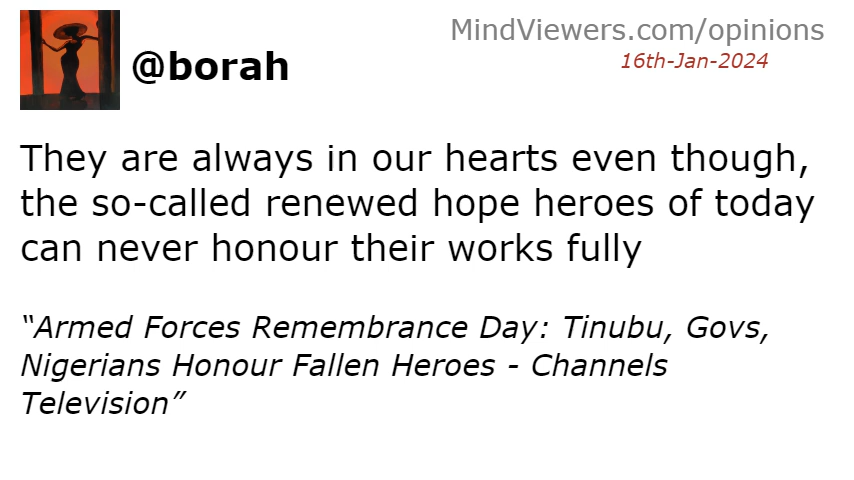 MindViewers.com/opinions
16th-Jan-2024
@borah
They are always in our hearts even though,
the so-called renewed hope heroes of today
can never honour their works fully
“Armed Forces Remembrance Day: Tinubu, Govs,
Nigerians Honour Fallen Heroes - Channels
Television”